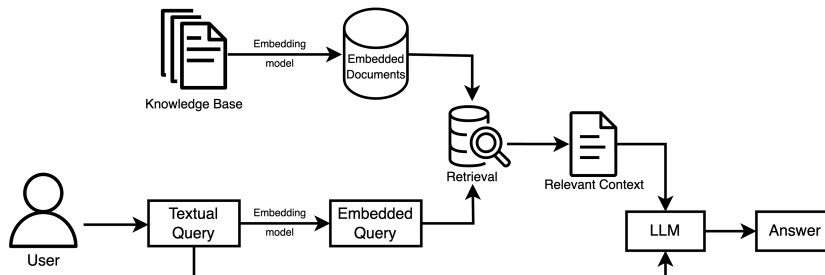 Embedding
model
Embedded
Documents
Knowledge Base
Retrieval
Relevant Context
User
Textual
Query
Embedding
model
Embedded
Query
LLM
Answer